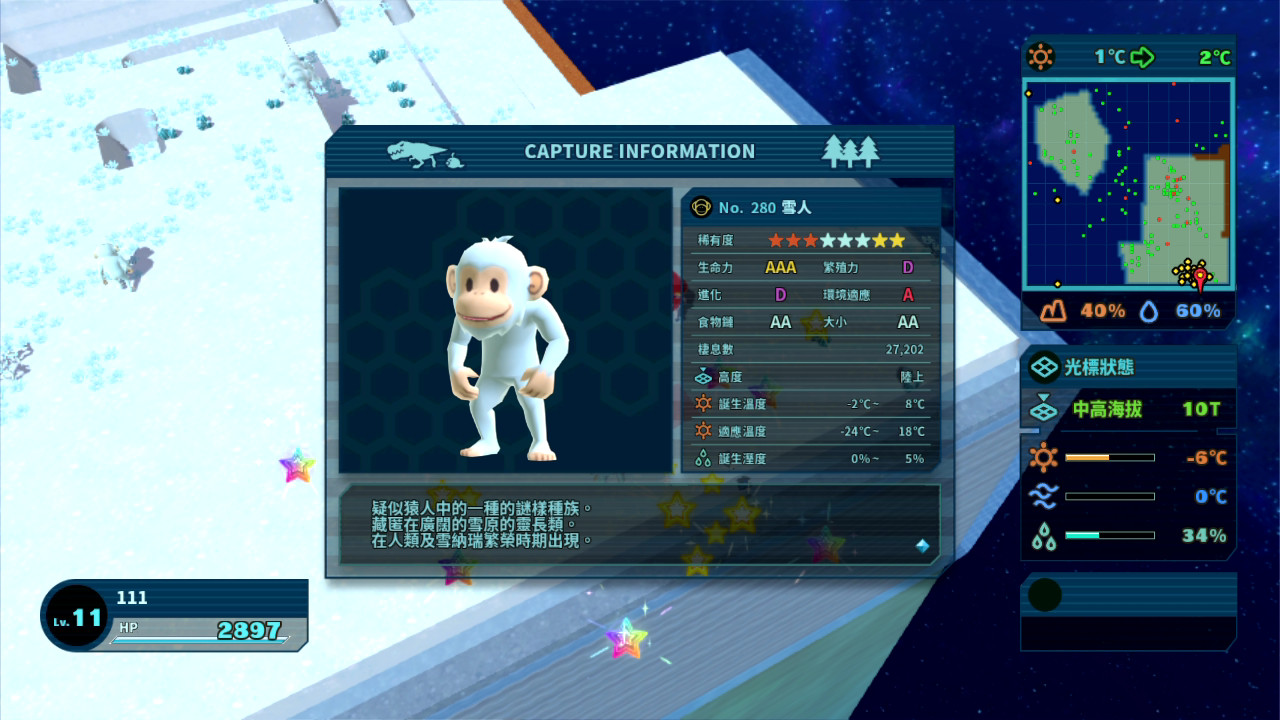 CAPTURE INFORMATION
No. 280 雪人
稀有度
生命力 AAA 繁殖力 D
進化 D 環境適應 A
食物鏈 AA 大小 AA
棲息數 27,202
高度 陸上
誕生溫度 -2℃~ 8℃
適應溫度 -24℃~ 18℃
誕生溼度 0%~ 5%
疑似猿人中的一種的謎樣種族。
藏匿在廣闊的雪原的靈長類。
在人類及雪納瑞繁榮時期出現。
1℃ 2℃
40% 60%
光標狀態
中高海拔 10T
-6℃
0℃
34%
111
Lv. 11
HP 2897